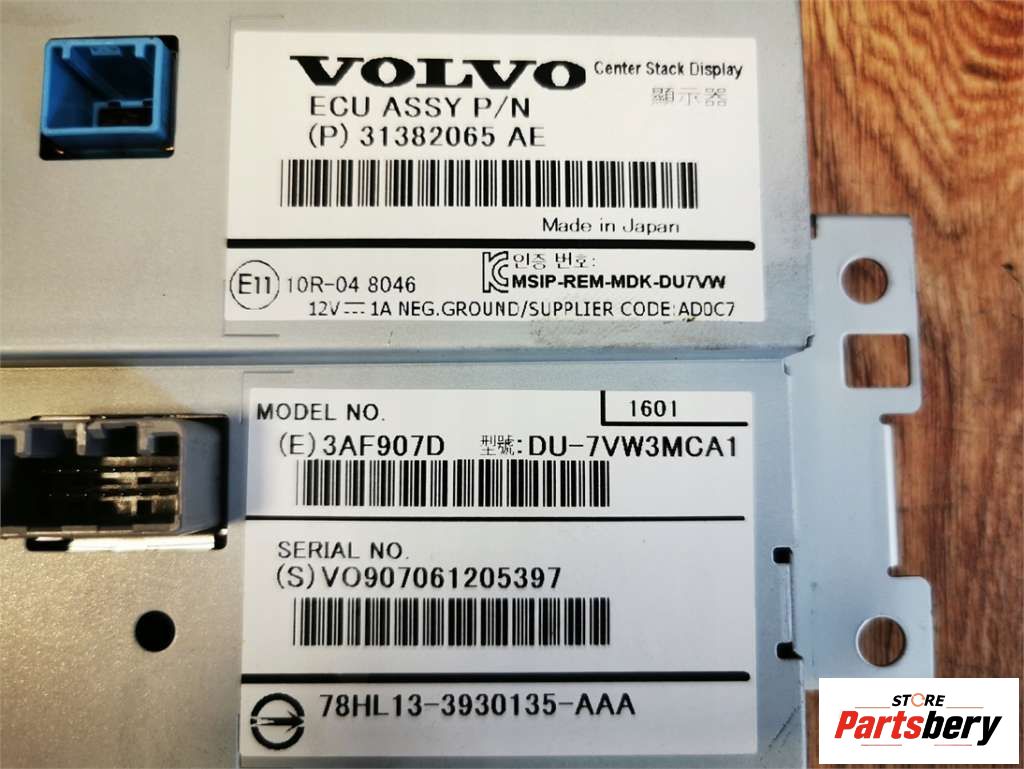 VOLVO Center Stack Display
顯示器
ECU ASSY P/N
(P) 31382065 AE
Made in Japan
E11 10R-04 8046
인증 번호:
MSIP-REM-MDK-DU7VW
12V⎓1A NEG.GROUND/SUPPLIER CODE:AD0C7
MODEL NO. 1601
(E)3AF907D 型號:DU-7VW3MCA1
SERIAL NO.
(S)VO907061205397
78HL13-3930135-AAA
STORE
Partsbery